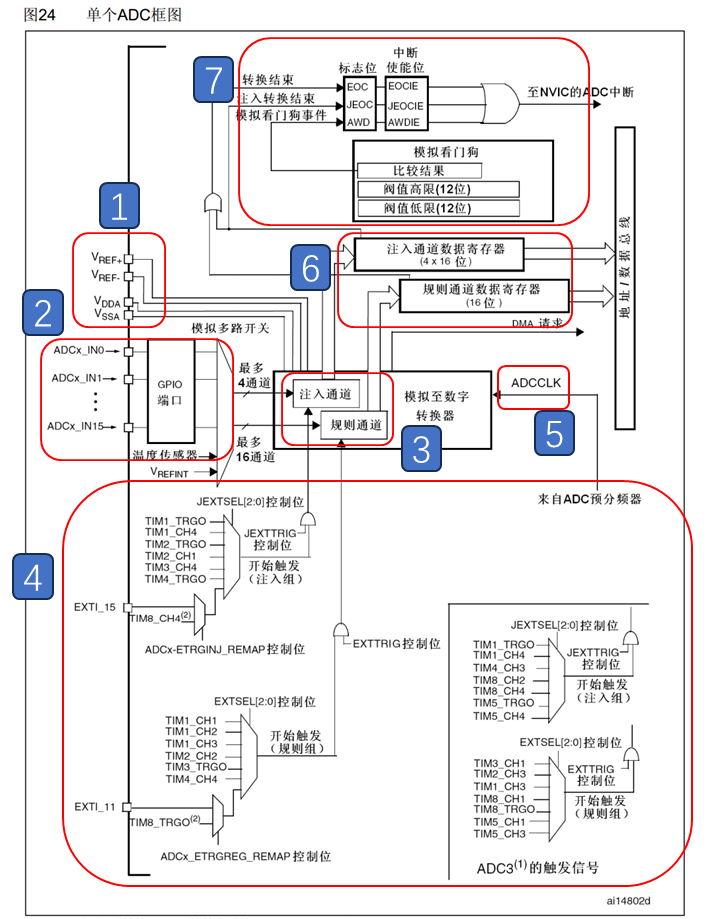 图24 单个ADC框图
7
转换结束
注入转换结束
模拟看门狗事件
标志位
中断
使能位
EOC
EOCIE
JEOC
JEOCIE
AWD
AWDIE
至NVIC的ADC中断
模拟看门狗
比较结果
阀值高限(12位)
阀值低限(12位)
1
VREF+
VREF-
VDDA
VSSA
6
注入通道数据寄存器
(4 x 16位)
规则通道数据寄存器
(16位)
地址/数据总线
DMA 请求
2
模拟多路开关
ADCx_IN0
ADCx_IN1
ADCx_IN15
GPIO
端口
温度传感器
VREFINT
最多
4通道
最多
16通道
注入通道
规则通道
模拟至数字
转换器
3
ADCCLK
5
来自ADC预分频器
4
JEXTSEL[2:0]控制位
TIM1_TRGO
TIM1_CH4
TIM2_TRGO
TIM2_CH1
TIM3_CH4
TIM4_TRGO
JEXTTRIG
控制位
开始触发
(注入组)
EXTI_15
TIM8_CH4(2)
ADCx-ETRGINJ_REMAP控制位
EXTTRIG控制位
EXTSEL[2:0]控制位
TIM1_CH1
TIM1_CH2
TIM1_CH3
TIM2_CH2
TIM3_TRGO
TIM4_CH4
开始触发
(规则组)
EXTI_11
TIM8_TRGO(2)
ADCx_ETRGREG_REMAP控制位
JEXTSEL[2:0]控制位
TIM1_TRGO
TIM1_CH4
TIM4_CH3
TIM8_CH2
TIM8_CH4
TIM5_TRGO
TIM5_CH4
JEXTTRIG
控制位
开始触发
(注入组)
EXTSEL[2:0]控制位
TIM3_CH1
TIM2_CH3
TIM1_CH3
TIM8_CH1
TIM8_TRGO
TIM5_CH1
TIM5_CH3
EXTTRIG
控制位
开始触发
(规则组)
ADC3(1)的触发信号
ai14802d